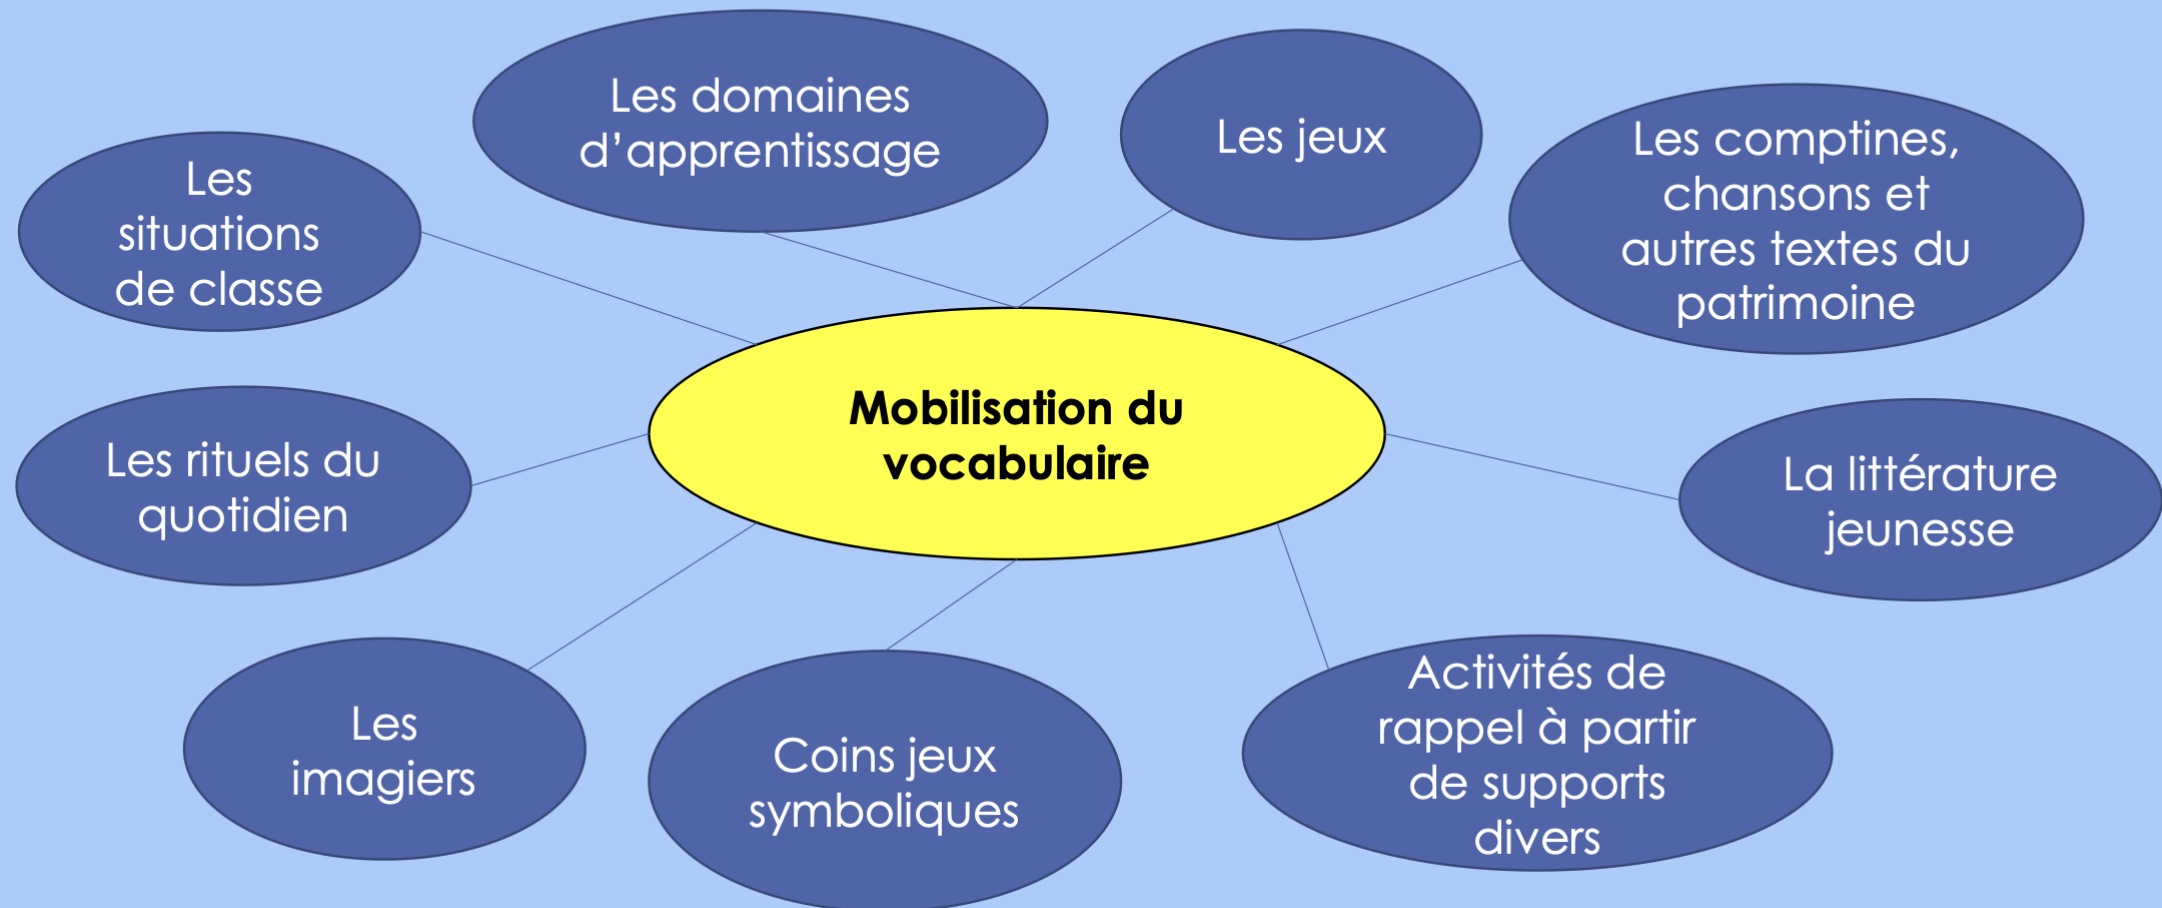 Les domaines
d’apprentissage
Les jeux
Les comptines,
chansons et
autres textes du
patrimoine
Les
situations
de classe
Mobilisation du
vocabulaire
Les rituels du
quotidien
La littérature
jeunesse
Les
imagiers
Coins jeux
symboliques
Activités de
rappel à partir
de supports
divers